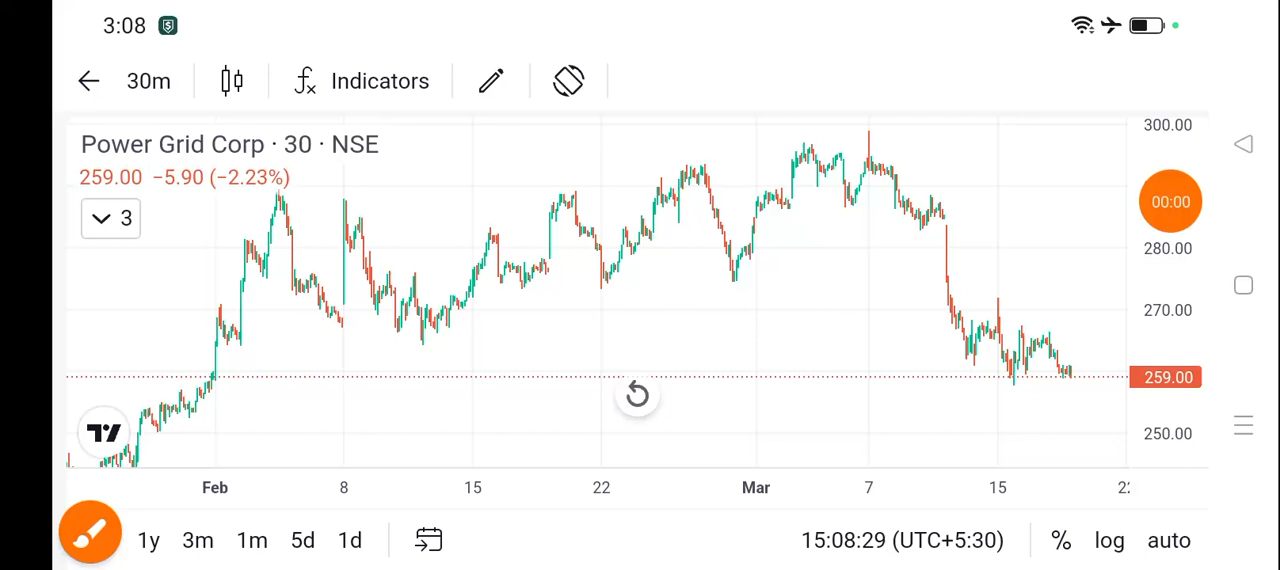 3:08
30m
Indicators
Power Grid Corp · 30 · NSE
259.00 −5.90 (−2.23%)
3
300.00
00:00
280.00
270.00
259.00
250.00
Feb 8 15 22 Mar 7 15
1y 3m 1m 5d 1d
15:08:29 (UTC+5:30) % log auto